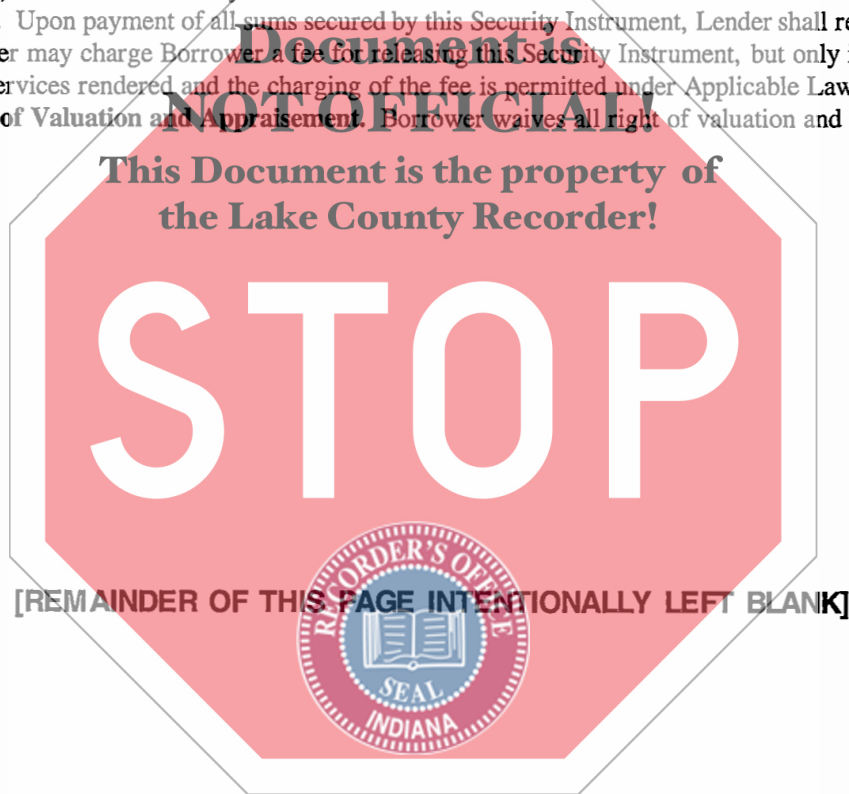 . Upon payment of all sums secured by this Security Instrument, Lender shall re
er may charge Borrower a fee for releasing this Security Instrument, but only i
ervices rendered and the charging of the fee is permitted under Applicable Law
of Valuation and Appraisement. Borrower waives all right of valuation and
Document is
NOT OFFICIAL!
This Document is the property of
the Lake County Recorder!
STOP
[REMAINDER OF THIS PAGE INTENTIONALLY LEFT BLANK]
RECORDER'S OFFICE
SEAL
INDIANA